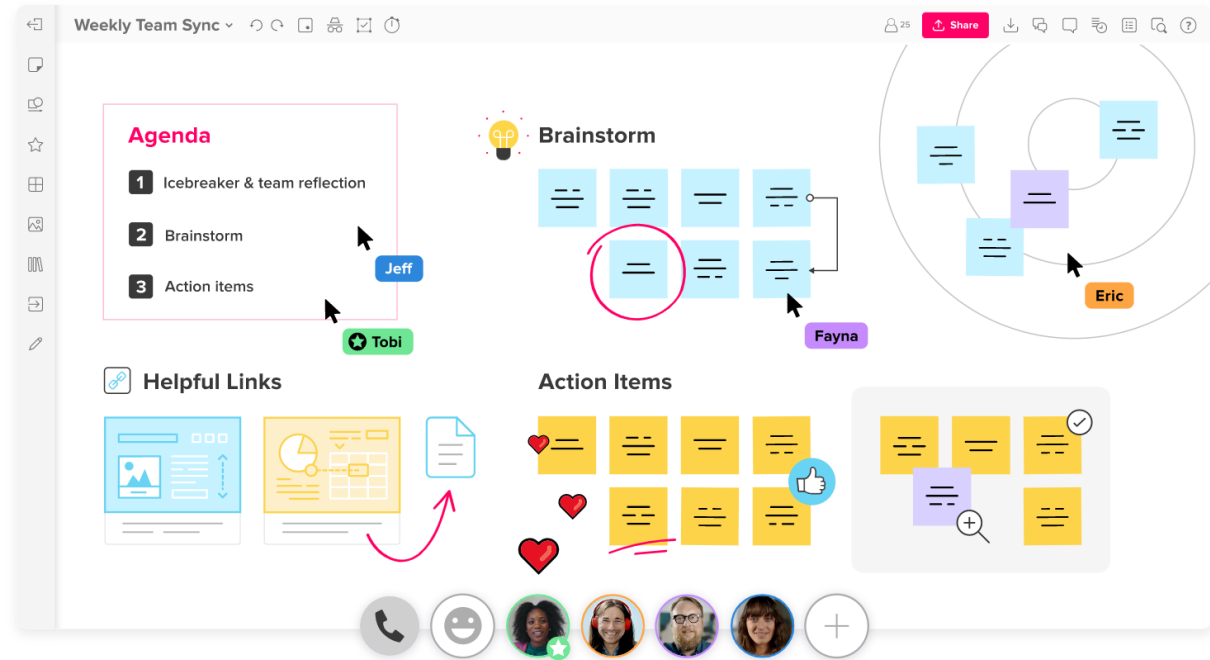 Weekly Team Sync
25
Share
?
Agenda
1 Icebreaker & team reflection
2 Brainstorm
3 Action items
Jeff
Tobi
Brainstorm
Fayna
Eric
Helpful Links
Action Items